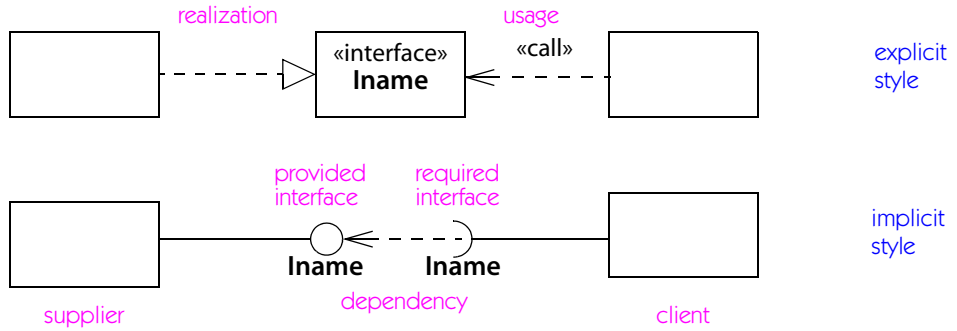 realization
usage
«interface»
Iname
«call»
explicit
style
provided
interface
required
interface
Iname
Iname
implicit
style
dependency
supplier
client